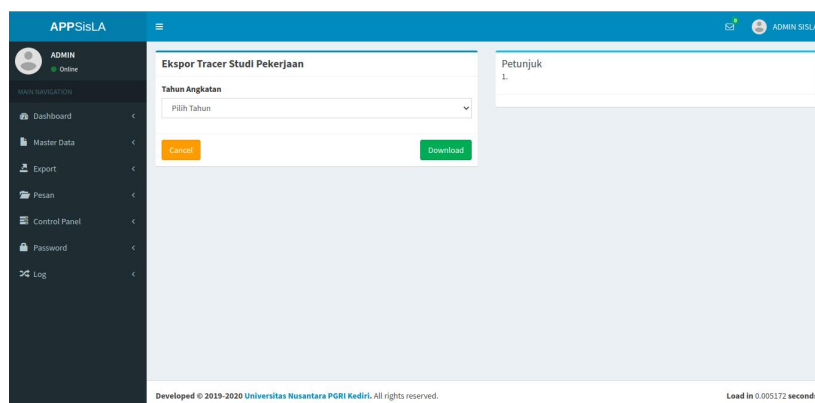 APPSisLA
0
ADMIN SISLA
ADMIN
Online
MAIN NAVIGATION
Dashboard
Master Data
Export
Pesan
Control Panel
Password
Log
Ekspor Tracer Studi Pekerjaan
Tahun Angkatan
Pilih Tahun
Cancel
Download
Petunjuk
1.
Developed © 2019-2020 Universitas Nusantara PGRI Kediri. All rights reserved.
Load in 0.005172 seconds